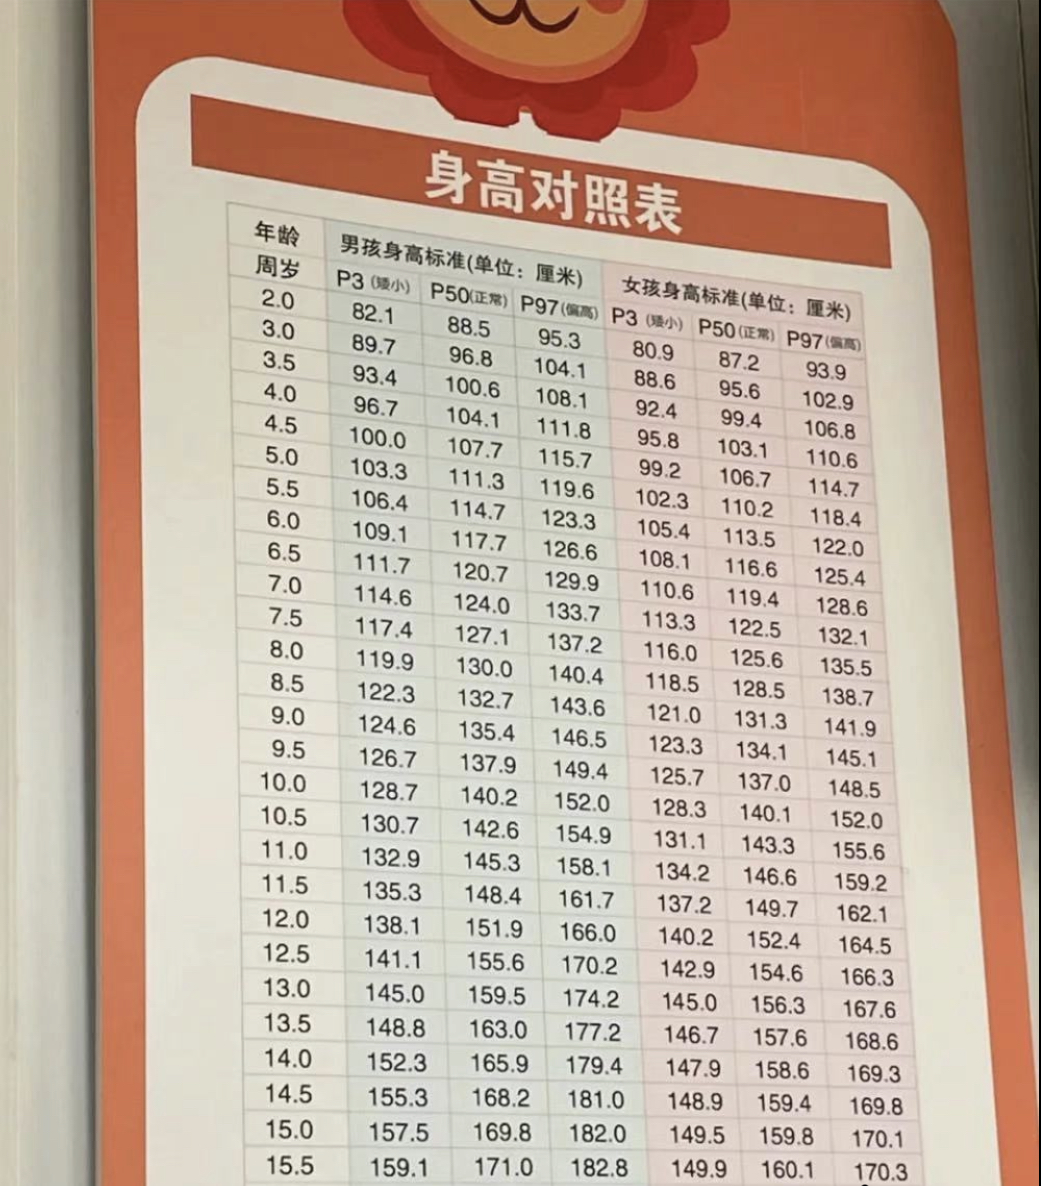 身高对照表
年龄 男孩身高标准(单位：厘米) 女孩身高标准(单位：厘米)
周岁 P3（矮小） P50(正常) P97(偏高) P3（矮小） P50(正常) P97(偏高)
2.0 82.1 88.5 95.3 80.9 87.2 93.9
3.0 89.7 96.8 104.1 88.6 95.6 102.9
3.5 93.4 100.6 108.1 92.4 99.4 106.8
4.0 96.7 104.1 111.8 95.8 103.1 110.6
4.5 100.0 107.7 115.7 99.2 106.7 114.7
5.0 103.3 111.3 119.6 102.3 110.2 118.4
5.5 106.4 114.7 123.3 105.4 113.5 122.0
6.0 109.1 117.7 126.6 108.1 116.6 125.4
6.5 111.7 120.7 129.9 110.6 119.4 128.6
7.0 114.6 124.0 133.7 113.3 122.5 132.1
7.5 117.4 127.1 137.2 116.0 125.6 135.5
8.0 119.9 130.0 140.4 118.5 128.5 138.7
8.5 122.3 132.7 143.6 121.0 131.3 141.9
9.0 124.6 135.4 146.5 123.3 134.1 145.1
9.5 126.7 137.9 149.4 125.7 137.0 148.5
10.0 128.7 140.2 152.0 128.3 140.1 152.0
10.5 130.7 142.6 154.9 131.1 143.3 155.6
11.0 132.9 145.3 158.1 134.2 146.6 159.2
11.5 135.3 148.4 161.7 137.2 149.7 162.1
12.0 138.1 151.9 166.0 140.2 152.4 164.5
12.5 141.1 155.6 170.2 142.9 154.6 166.3
13.0 145.0 159.5 174.2 145.0 156.3 167.6
13.5 148.8 163.0 177.2 146.7 157.6 168.6
14.0 152.3 165.9 179.4 147.9 158.6 169.3
14.5 155.3 168.2 181.0 148.9 159.4 169.8
15.0 157.5 169.8 182.0 149.5 159.8 170.1
15.5 159.1 171.0 182.8 149.9 160.1 170.3